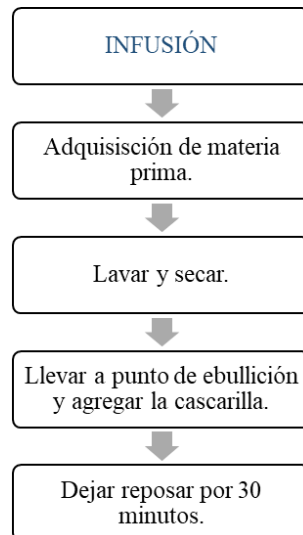 INFUSIÓN
Adquisisción de materia
prima.
Lavar y secar.
Llevar a punto de ebullición
y agregar la cascarilla.
Dejar reposar por 30
minutos.